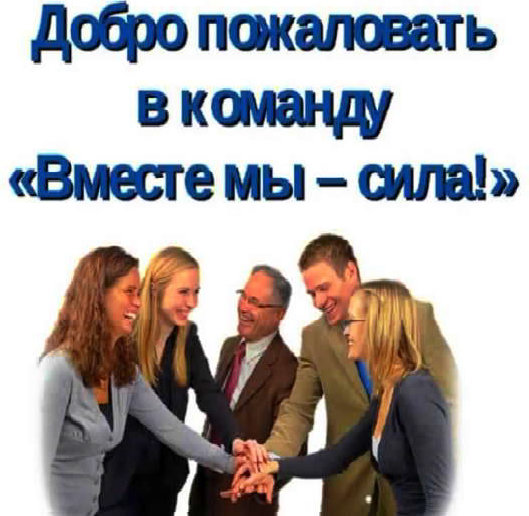 Добро пожаловать
в команду
«Вместе мы – сила!»